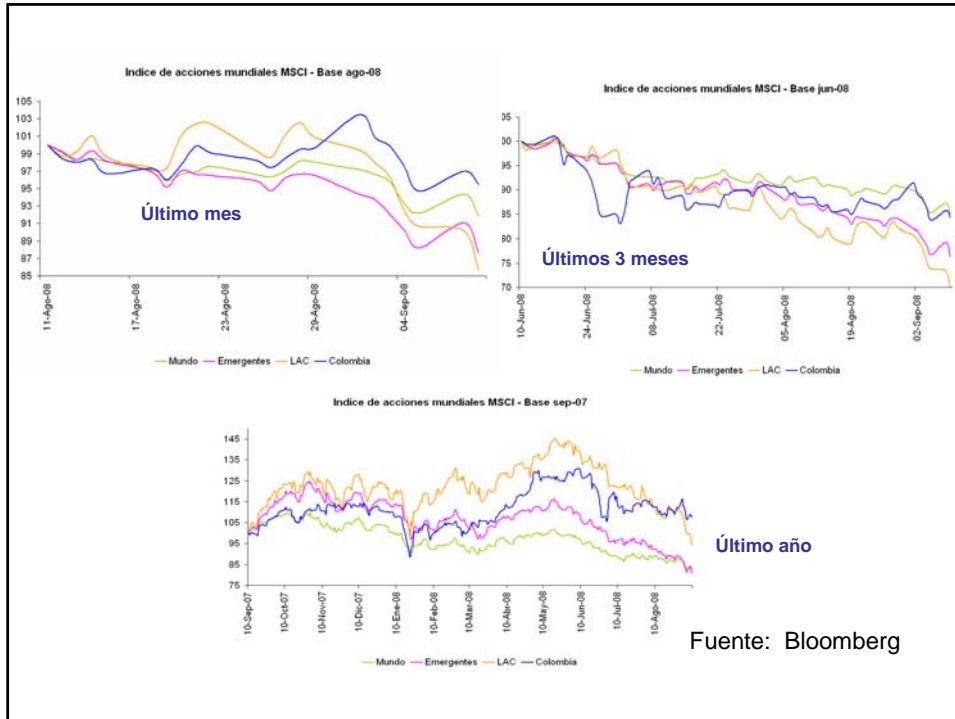 Indice de acciones mundiales MSCI - Base ago-08
105
103
101
99
97
95
93
91
89
87
85
Último mes
11-Ago-08
17-Ago-08
23-Ago-08
29-Ago-08
04-Sep-08
Mundo Emergentes LAC Colombia
Indice de acciones mundiales MSCI - Base jun-08
00
95
90
85
80
75
70
Últimos 3 meses
10-Jun-08
24-Jun-08
08-Jul-08
22-Jul-08
05-Ago-08
19-Ago-08
02-Sep-08
Mundo Emergentes LAC Colombia
Indice de acciones mundiales MSCI - Base sep-07
145
135
125
115
105
95
85
75
Último año
10-Sep-07
10-Oct-07
10-Nov-07
10-Dic-07
10-Ene-08
10-Feb-08
10-Mar-08
10-Abr-08
10-May-08
10-Jun-08
10-Jul-08
10-Ago-08
Mundo Emergentes LAC Colombia
Fuente: Bloomberg